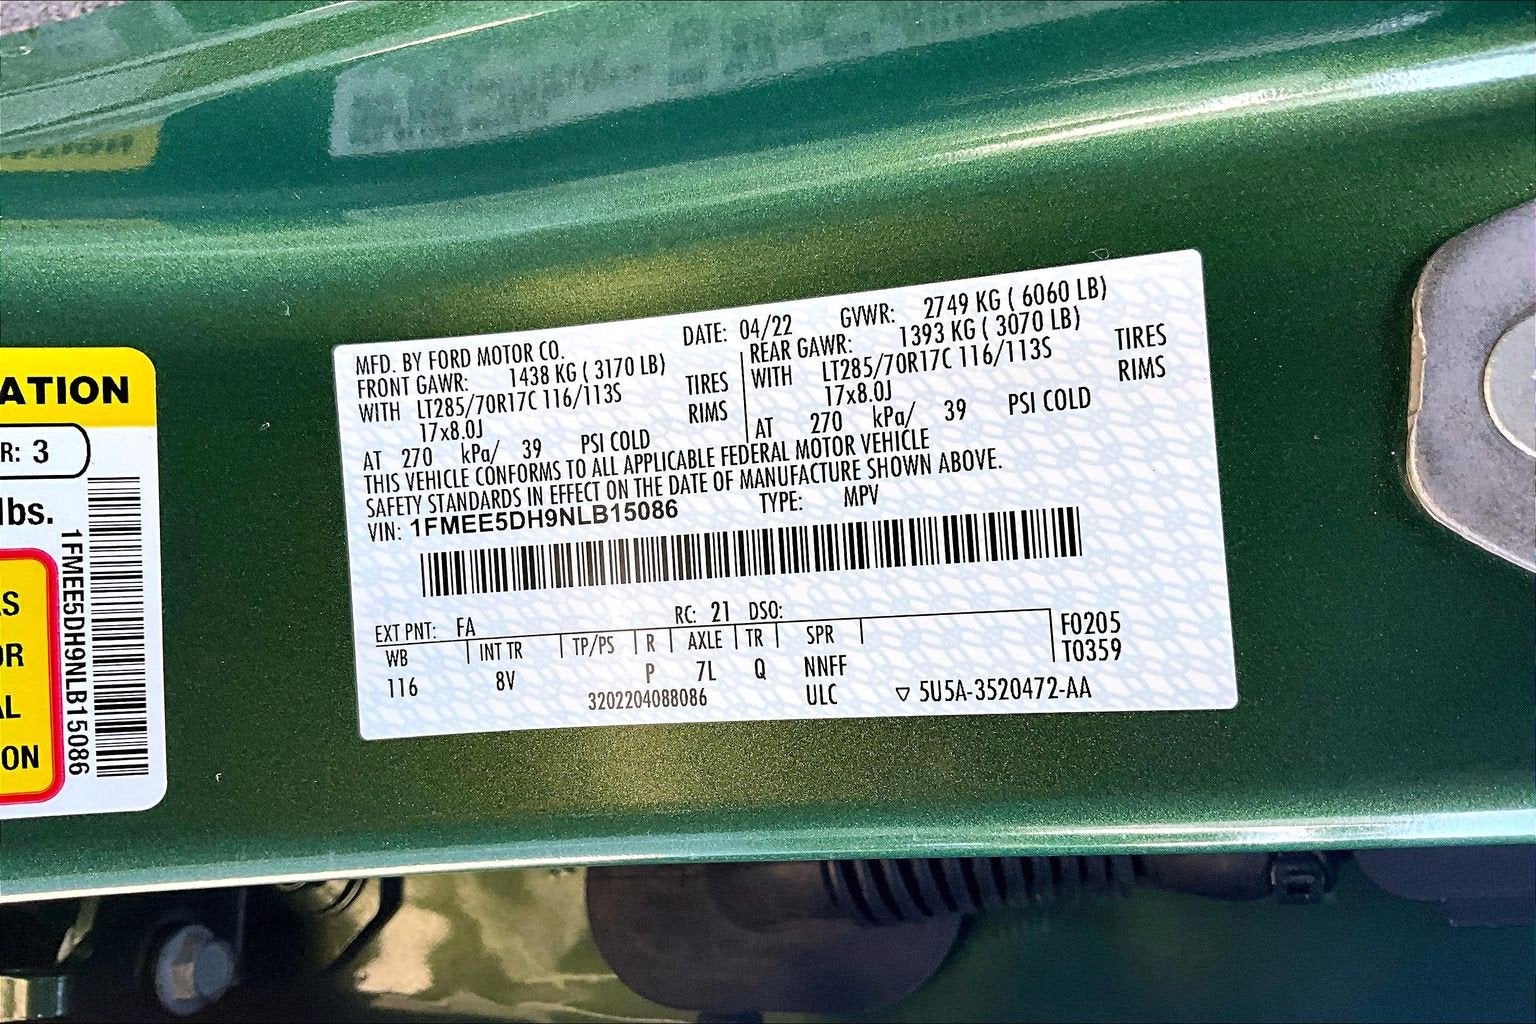 MFD. BY FORD MOTOR CO. DATE: 04/22 GVWR: 2749 KG ( 6060 LB)
FRONT GAWR: 1438 KG ( 3170 LB) REAR GAWR: 1393 KG ( 3070 LB)
WITH LT285/70R17C 116/113S TIRES WITH LT285/70R17C 116/113S TIRES
17x8.0J RIMS 17x8.0J RIMS
AT 270 kPa/ 39 PSI COLD AT 270 kPa/ 39 PSI COLD
THIS VEHICLE CONFORMS TO ALL APPLICABLE FEDERAL MOTOR VEHICLE
SAFETY STANDARDS IN EFFECT ON THE DATE OF MANUFACTURE SHOWN ABOVE.
VIN: 1FMEE5DH9NLB15086 TYPE: MPV
EXT PNT: FA RC: 21 DSO:
WB INT TR TP/PS R AXLE TR SPR F0205
116 8V P 7L Q NNFF T0359
3202204088086 ULC ▽ 5U5A-3520472-AA
ATION
R: 3
lbs.
1FMEE5DH9NLB15086
S
OR
AL
ON